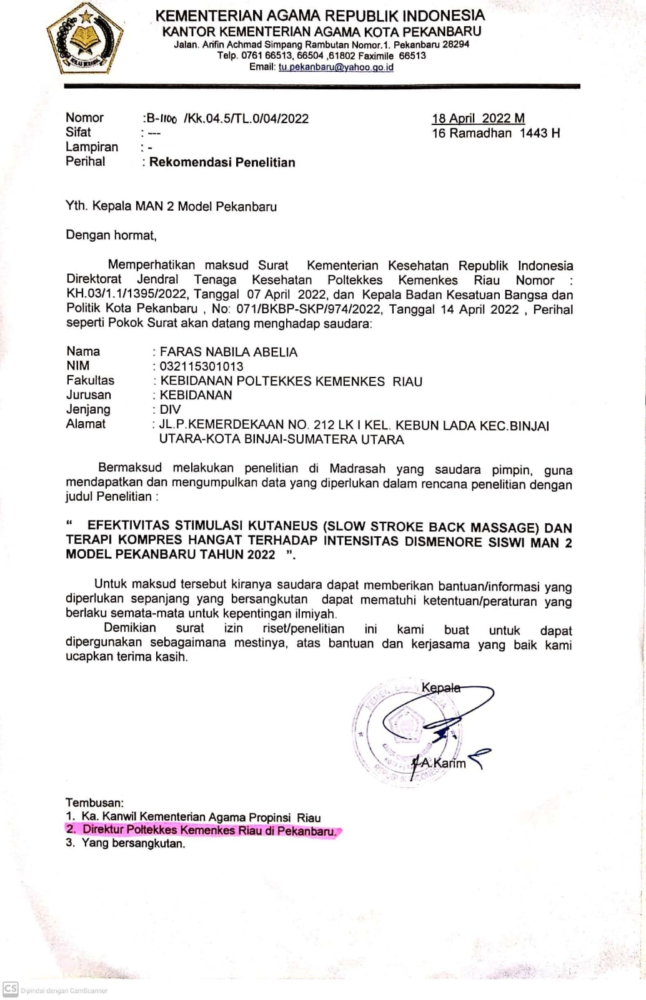 KEMENTERIAN AGAMA REPUBLIK INDONESIA
KANTOR KEMENTERIAN AGAMA KOTA PEKANBARU
Jalan. Arifin Achmad Simpang Rambutan Nomor.1. Pekanbaru 28294
Telp. 0761 66513, 66504 ,61802 Faximile 66513
Email: tu_pekanbaru@yahoo.go.id
Nomor :B-1100 /Kk.04.5/TL.0/04/2022 18 April 2022 M
Sifat : --- 16 Ramadhan 1443 H
Lampiran : -
Perihal : Rekomendasi Penelitian
Yth. Kepala MAN 2 Model Pekanbaru
Dengan hormat,
Memperhatikan maksud Surat Kementerian Kesehatan Republik Indonesia
Direktorat Jendral Tenaga Kesehatan Poltekkes Kemenkes Riau Nomor :
KH.03/1.1/1395/2022, Tanggal 07 April 2022, dan Kepala Badan Kesatuan Bangsa dan
Politik Kota Pekanbaru , No: 071/BKBP-SKP/974/2022, Tanggal 14 April 2022 , Perihal
seperti Pokok Surat akan datang menghadap saudara:
Nama : FARAS NABILA ABELIA
NIM : 032115301013
Fakultas : KEBIDANAN POLTEKKES KEMENKES RIAU
Jurusan : KEBIDANAN
Jenjang : DIV
Alamat : JL.P.KEMERDEKAAN NO. 212 LK I KEL. KEBUN LADA KEC.BINJAI
UTARA-KOTA BINJAI-SUMATERA UTARA
Bermaksud melakukan penelitian di Madrasah yang saudara pimpin, guna
mendapatkan dan mengumpulkan data yang diperlukan dalam rencana penelitian dengan
judul Penelitian :
“ EFEKTIVITAS STIMULASI KUTANEUS (SLOW STROKE BACK MASSAGE) DAN
TERAPI KOMPRES HANGAT TERHADAP INTENSITAS DISMENORE SISWI MAN 2
MODEL PEKANBARU TAHUN 2022 ”.
Untuk maksud tersebut kiranya saudara dapat memberikan bantuan/informasi yang
diperlukan sepanjang yang bersangkutan dapat mematuhi ketentuan/peraturan yang
berlaku semata-mata untuk kepentingan ilmiyah.
Demikian surat izin riset/penelitian ini kami buat untuk dapat
dipergunakan sebagaimana mestinya, atas bantuan dan kerjasama yang baik kami
ucapkan terima kasih.
Kepala
A.Karim
Tembusan:
1. Ka. Kanwil Kementerian Agama Propinsi Riau
2. Direktur Poltekkes Kemenkes Riau di Pekanbaru.
3. Yang bersangkutan.
CS Dipindai dengan CamScanner